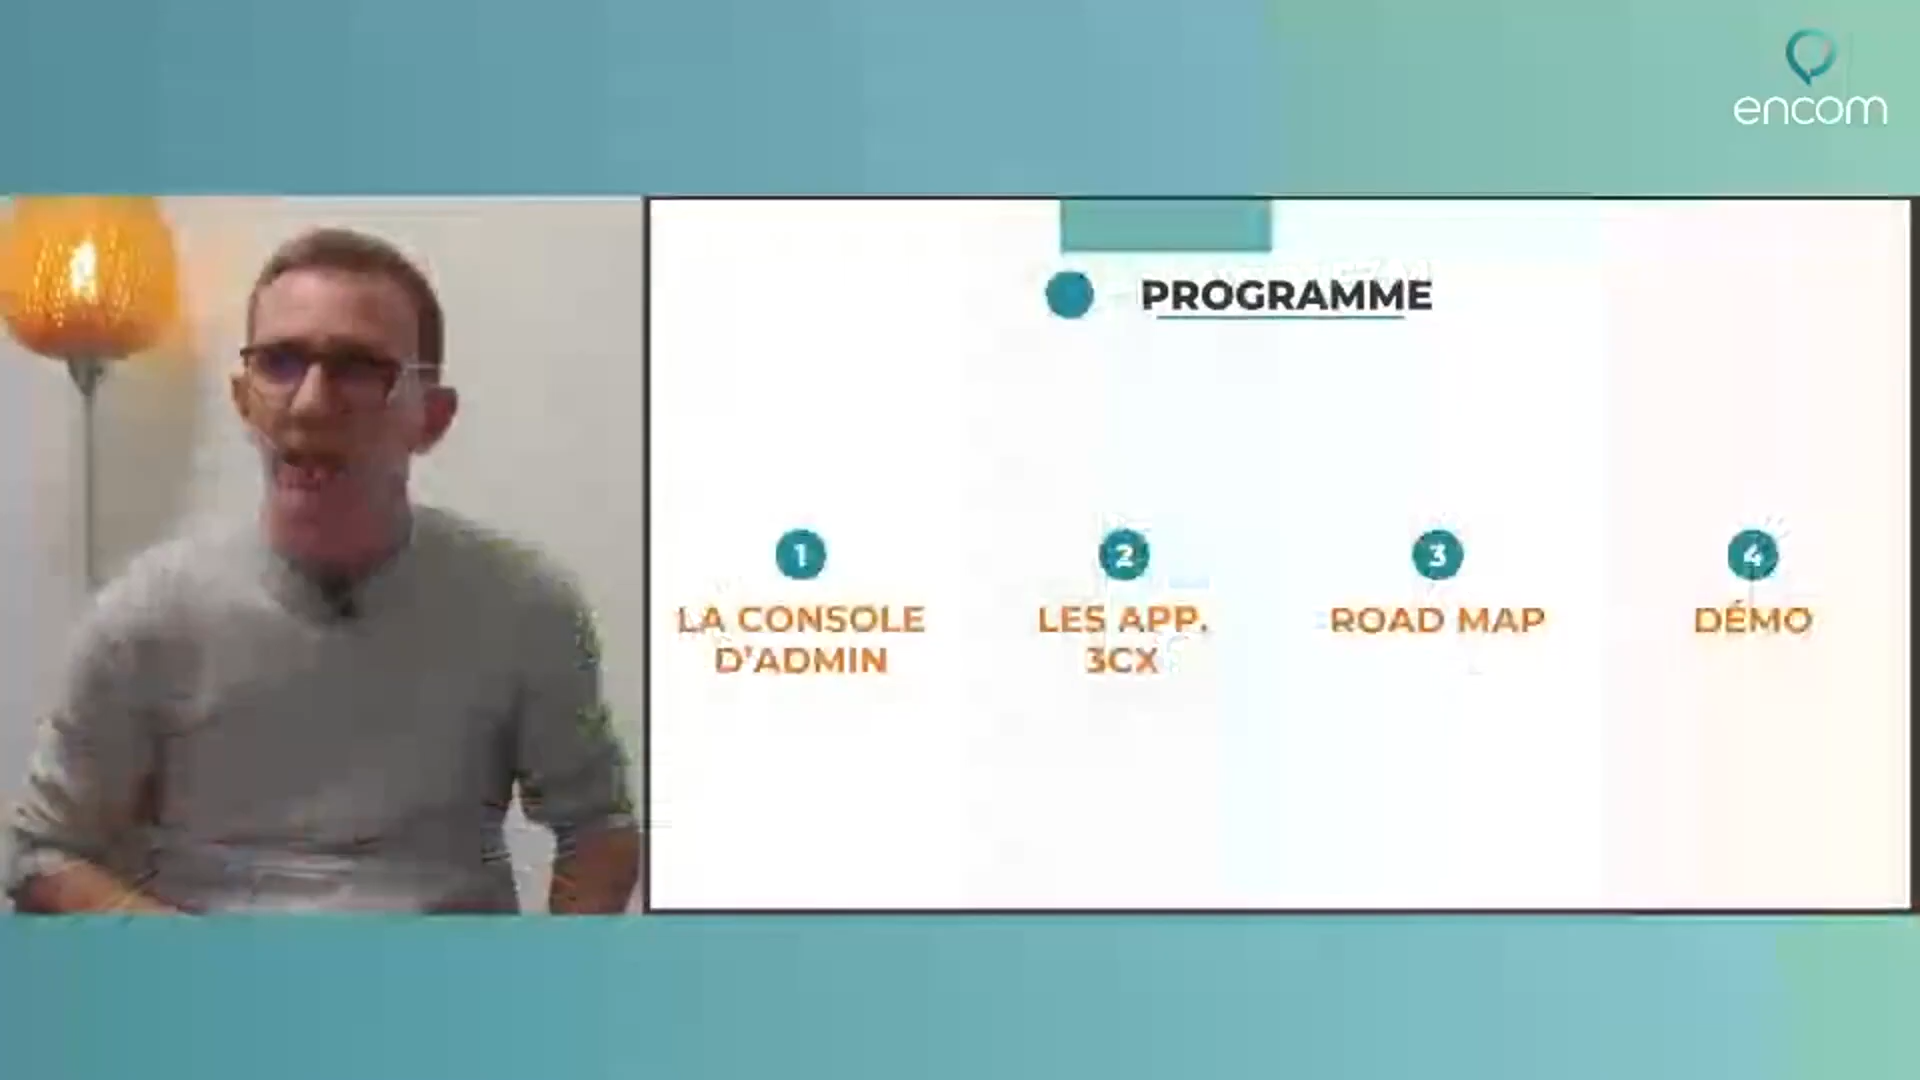 encom
PROGRAMME
1
LA CONSOLE
D'ADMIN
2
LES APP.
3CX
3
ROAD MAP
4
DÉMO